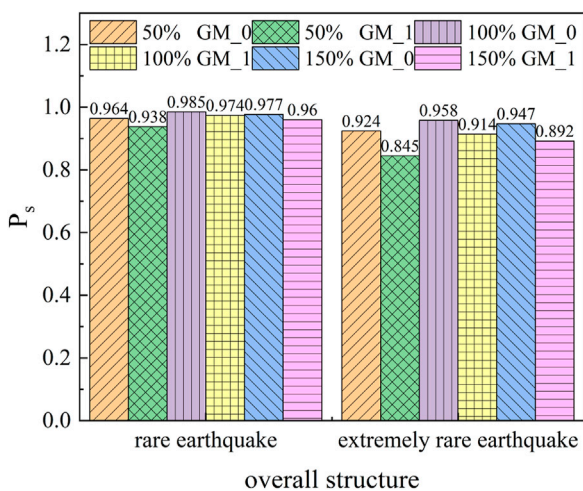 50% GM_0 50% GM_1 100% GM_0
100% GM_1 150% GM_0 150% GM_1
1.2
1.0
0.8
0.6
0.4
0.2
0.0
P_s
0.964 0.938 0.985 0.974 0.977 0.96
0.924 0.845 0.958 0.914 0.947 0.892
rare earthquake extremely rare earthquake
overall structure